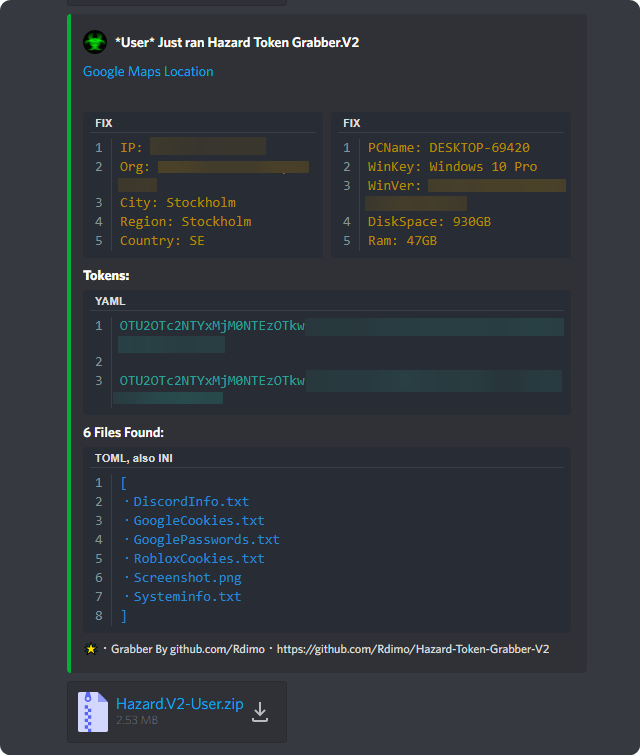 *User* Just ran Hazard Token Grabber.V2
Google Maps Location
FIX
1 IP:
2 Org:
3 City: Stockholm
4 Region: Stockholm
5 Country: SE
FIX
1 PCName: DESKTOP-69420
2 WinKey: Windows 10 Pro
3 WinVer:
4 DiskSpace: 930GB
5 Ram: 47GB
Tokens:
YAML
1 OTU2OTc2NTYxMjM0NTEzOTkw
2
3 OTU2OTc2NTYxMjM0NTEzOTkw
6 Files Found:
TOML, also INI
1 [
2 · DiscordInfo.txt
3 · GoogleCookies.txt
4 · GooglePasswords.txt
5 · RobloxCookies.txt
6 · Screenshot.png
7 · Systeminfo.txt
8 ]
· Grabber By github.com/Rdimo · https://github.com/Rdimo/Hazard-Token-Grabber-V2
Hazard.V2-User.zip
2.53 MB